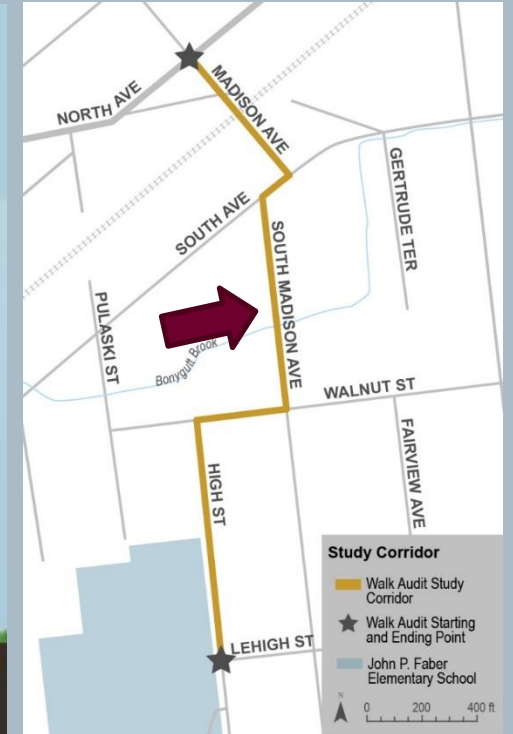 NORTH AVE
MADISON AVE
SOUTH AVE
GERTRUDE TER
SOUTH MADISON AVE
PULASKI ST
Bonygutt Brook
WALNUT ST
HIGH ST
FAIRVIEW AVE
LEHIGH ST
Study Corridor
Walk Audit Study
Corridor
Walk Audit Starting
and Ending Point
John P. Faber
Elementary School
N
0 200 400 ft